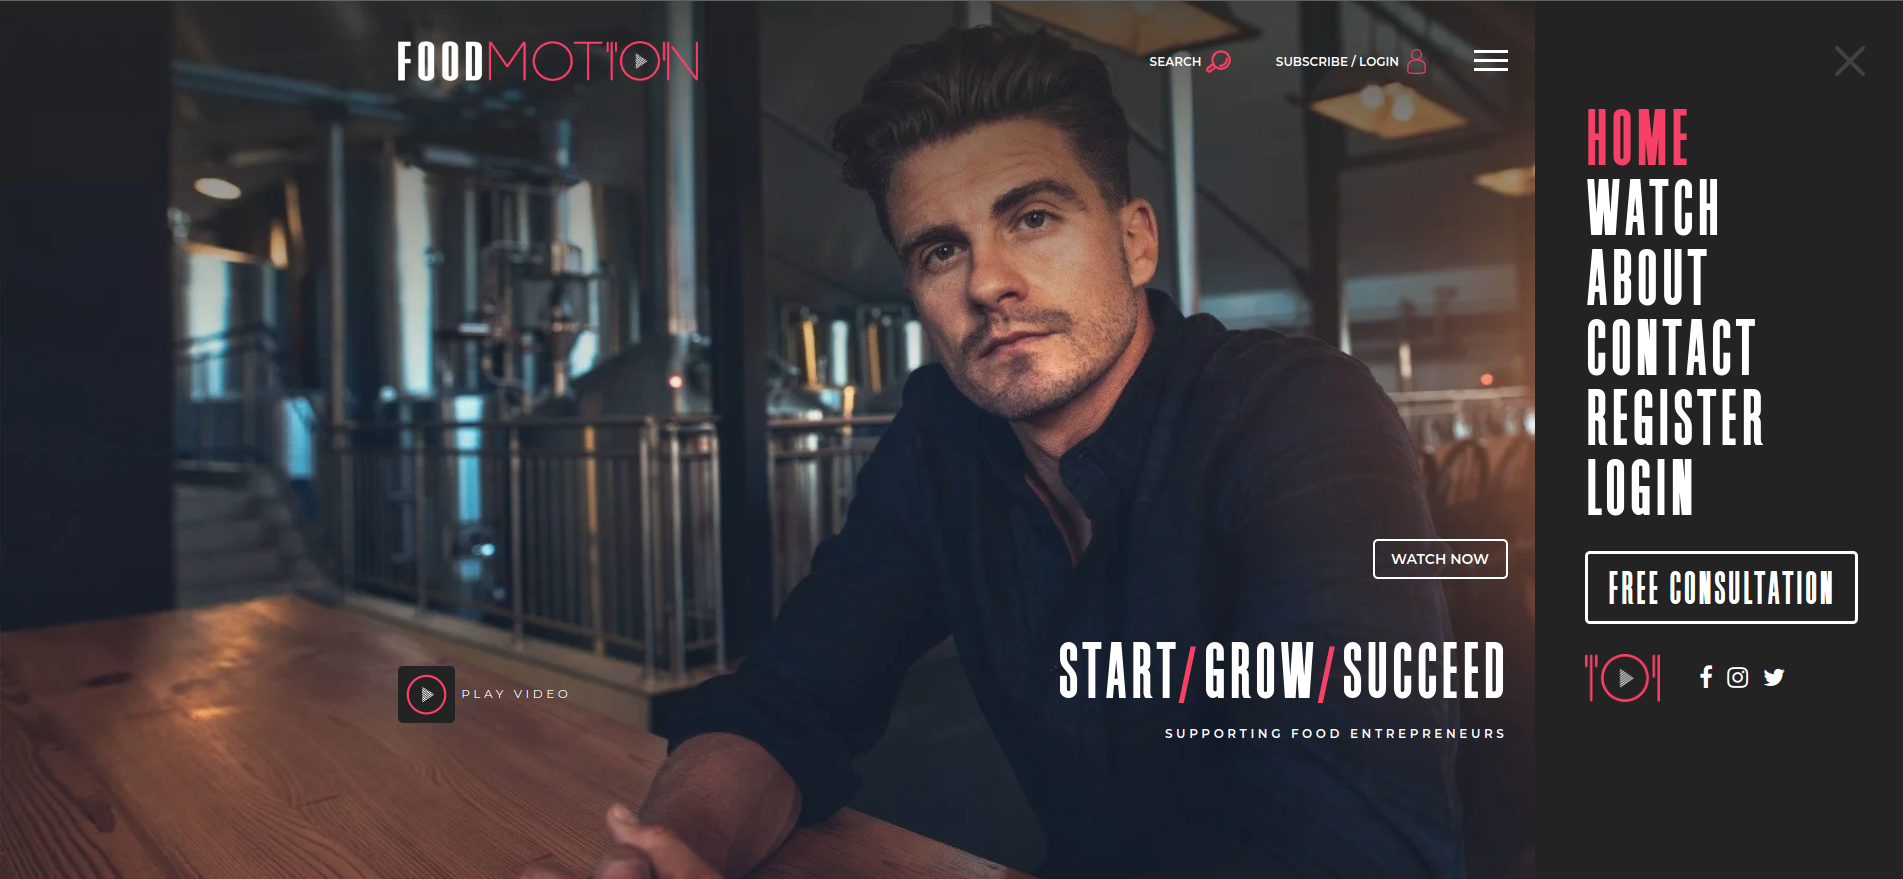 FOODMOTION
SEARCH
SUBSCRIBE / LOGIN
HOME
WATCH
ABOUT
CONTACT
REGISTER
LOGIN
FREE CONSULTATION
WATCH NOW
START/GROW/SUCCEED
SUPPORTING FOOD ENTREPRENEURS
PLAY VIDEO